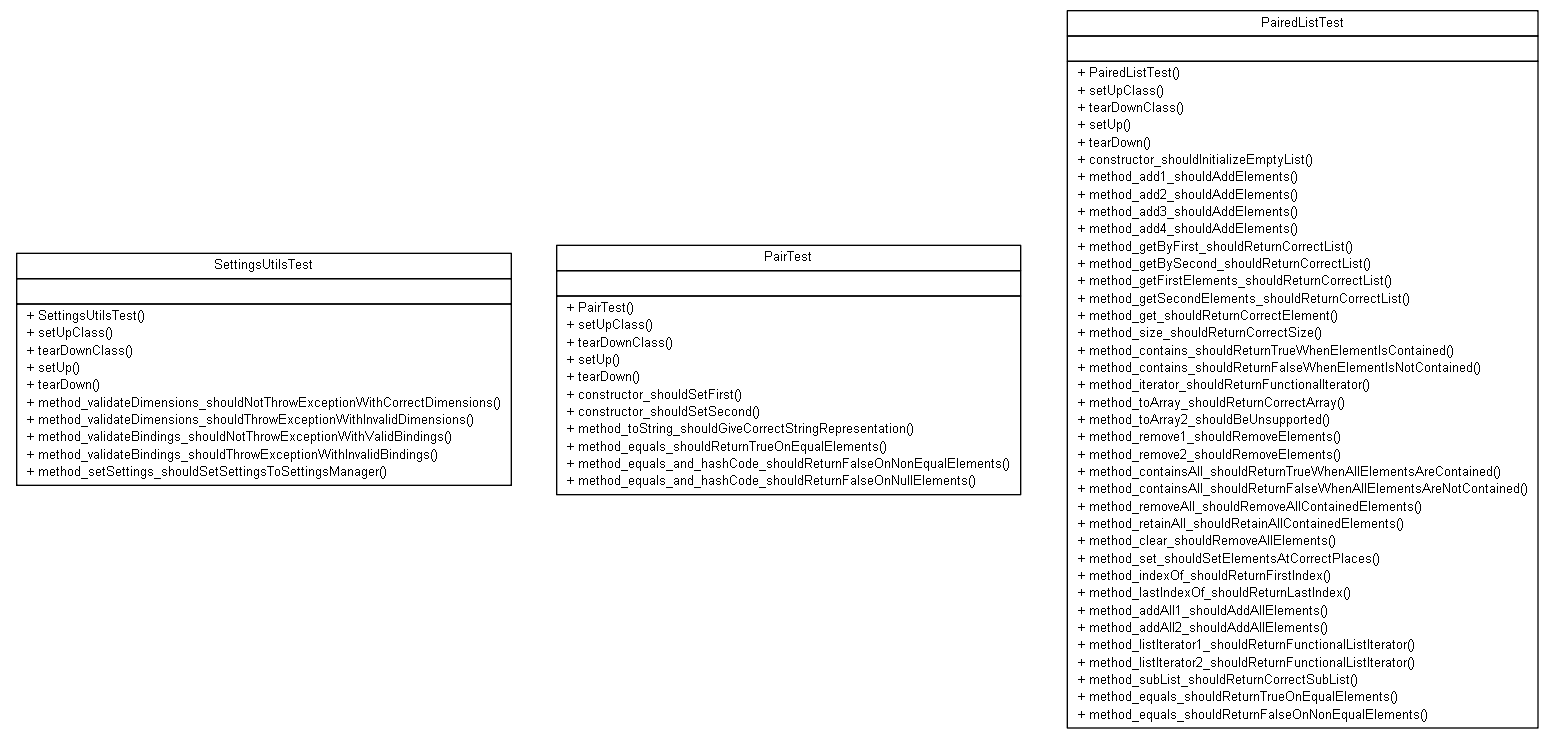 SettingsUtilsTest
+ SettingsUtilsTest()
+ setUpClass()
+ tearDownClass()
+ setUp()
+ tearDown()
+ method_validateDimensions_shouldNotThrowExceptionWithCorrectDimensions()
+ method_validateDimensions_shouldThrowExceptionWithInvalidDimensions()
+ method_validateBindings_shouldNotThrowExceptionWithValidBindings()
+ method_validateBindings_shouldThrowExceptionWithInvalidBindings()
+ method_setSettings_shouldSetSettingsToSettingsManager()
PairTest
+ PairTest()
+ setUpClass()
+ tearDownClass()
+ setUp()
+ tearDown()
+ constructor_shouldSetFirst()
+ constructor_shouldSetSecond()
+ method_toString_shouldGiveCorrectStringRepresentation()
+ method_equals_shouldReturnTrueOnEqualElements()
+ method_equals_and_hashCode_shouldReturnFalseOnNonEqualElements()
+ method_equals_and_hashCode_shouldReturnFalseOnNullElements()
PairedListTest
+ PairedListTest()
+ setUpClass()
+ tearDownClass()
+ setUp()
+ tearDown()
+ constructor_shouldInitializeEmptyList()
+ method_add1_shouldAddElements()
+ method_add2_shouldAddElements()
+ method_add3_shouldAddElements()
+ method_add4_shouldAddElements()
+ method_getByFirst_shouldReturnCorrectList()
+ method_getBySecond_shouldReturnCorrectList()
+ method_getFirstElements_shouldReturnCorrectList()
+ method_getSecondElements_shouldReturnCorrectList()
+ method_get_shouldReturnCorrectElement()
+ method_size_shouldReturnCorrectSize()
+ method_contains_shouldReturnTrueWhenElementIsContained()
+ method_contains_shouldReturnFalseWhenElementIsNotContained()
+ method_iterator_shouldReturnFunctionalIterator()
+ method_toArray_shouldReturnCorrectArray()
+ method_toArray2_shouldBeUnsupported()
+ method_remove1_shouldRemoveElements()
+ method_remove2_shouldRemoveElements()
+ method_containsAll_shouldReturnTrueWhenAllElementsAreContained()
+ method_containsAll_shouldReturnFalseWhenAllElementsAreNotContained()
+ method_removeAll_shouldRemoveAllContainedElements()
+ method_retainAll_shouldRetainAllContainedElements()
+ method_clear_shouldRemoveAllElements()
+ method_set_shouldSetElementsAtCorrectPlaces()
+ method_indexOf_shouldReturnFirstIndex()
+ method_lastIndexOf_shouldReturnLastIndex()
+ method_addAll1_shouldAddAllElements()
+ method_addAll2_shouldAddAllElements()
+ method_listIterator1_shouldReturnFunctionalListIterator()
+ method_listIterator2_shouldReturnFunctionalListIterator()
+ method_subList_shouldReturnCorrectSubList()
+ method_equals_shouldReturnTrueOnEqualElements()
+ method_equals_shouldReturnFalseOnNonEqualElements()